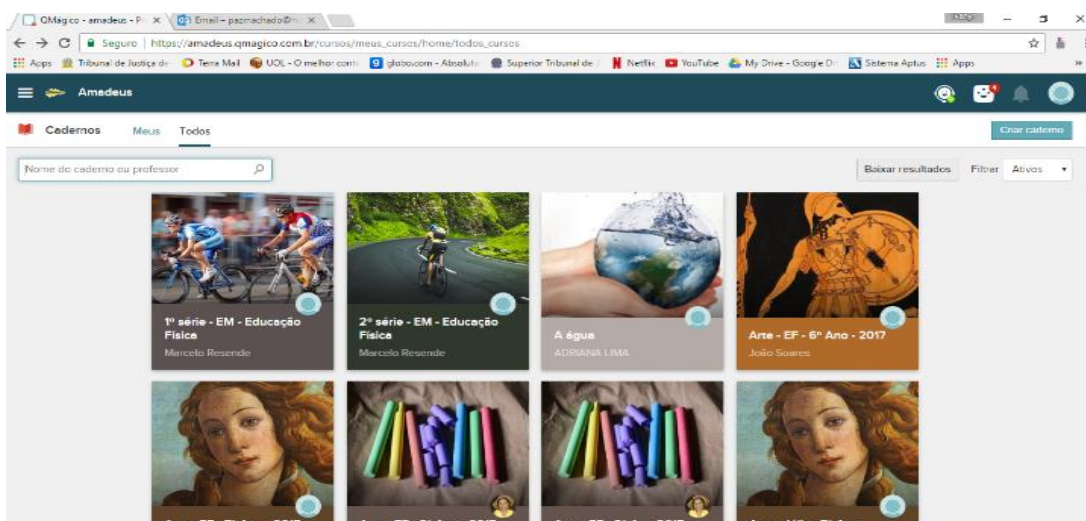 QMágico - amadeus - P
Email – pazmachado@h
Seguro | https://amadeus.qmagico.com.br/cursos/meus_cursos/home/todos_cursos
Apps Tribunal de Justiça de Terra Mail UOL - O melhor cont globo.com - Absolut Superior Tribunal de J Netflix YouTube My Drive - Google D Sistema Aptus Apps »
Amadeus
Cadernos Meus Todos Criar caderno
Nome do caderno ou professor Baixar resultados Filtrar Ativos
1ª série - EM - Educação
Física
Marcelo Resende
2ª série - EM - Educação
Física
Marcelo Resende
A água
ADRIANA LIMA
Arte - EF - 6º Ano - 2017
João Soares